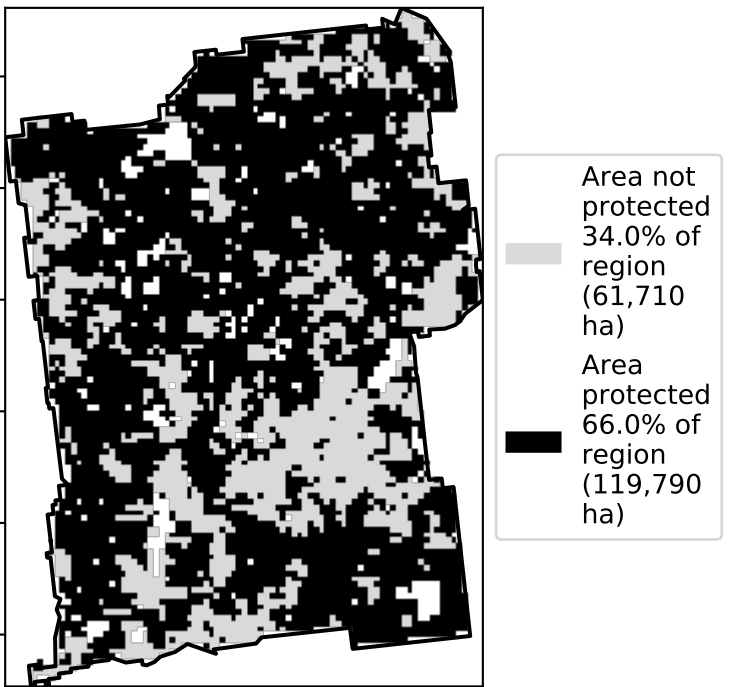 Area not
protected
34.0% of
region
(61,710
ha)
Area
protected
66.0% of
region
(119,790
ha)